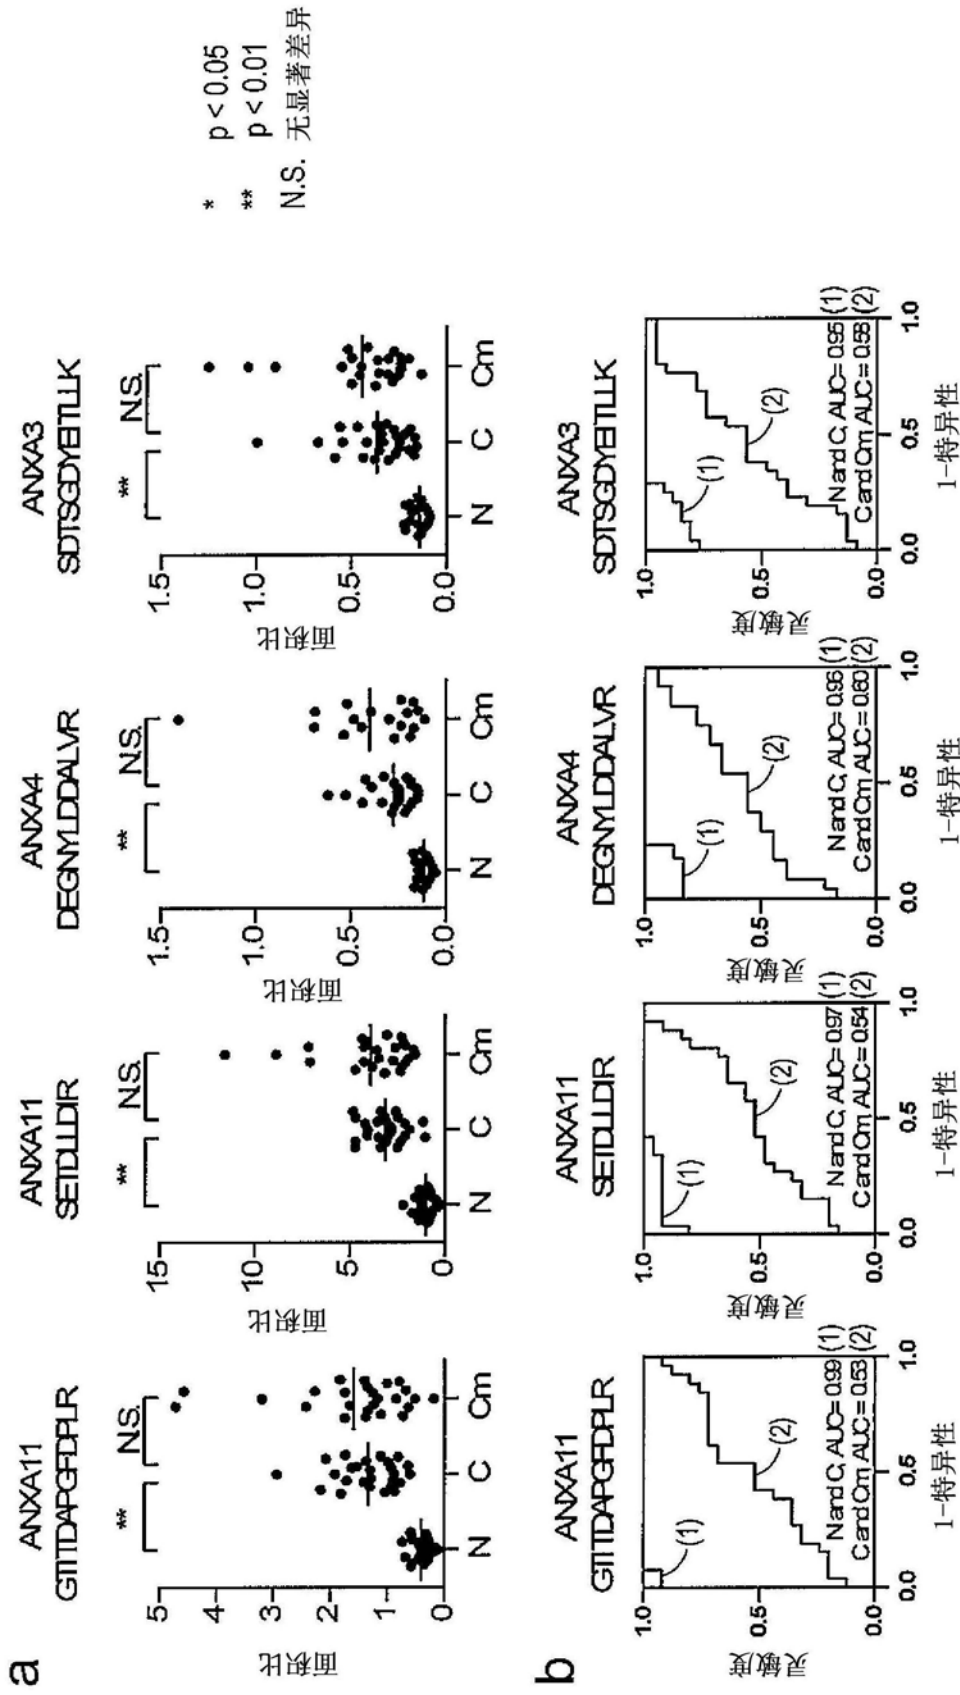 a
ANXA11
GTITDAPGFDPLR
面积比
5
4
3
2
1
0
**
N.S.
N
C
Cm
ANXA11
SETDLLDIR
面积比
15
10
5
0
**
N.S.
N
C
Cm
ANXA4
DEGNYLDDALVR
面积比
1.5
1.0
0.5
0.0
**
N.S.
N
C
Cm
ANXA3
SDTSGDYEITLLK
面积比
1.5
1.0
0.5
0.0
**
N.S.
N
C
Cm
* p < 0.05
** p < 0.01
N.S. 无显著差异
b
ANXA11
GTITDAPGFDPLR
灵敏度
1.0
0.5
0.0
(1)
(2)
N and C, AUC=0.99 (1)
C and Cm, AUC=0.53 (2)
0.0
0.5
1.0
1-特异性
ANXA11
SETDLLDIR
灵敏度
1.0
0.5
0.0
(1)
(2)
N and C, AUC=0.97 (1)
C and Cm, AUC=0.54 (2)
0.0
0.5
1.0
1-特异性
ANXA4
DEGNYLDDALVR
灵敏度
1.0
0.5
0.0
(1)
(2)
N and C, AUC=0.96 (1)
C and Cm, AUC=0.60 (2)
0.0
0.5
1.0
1-特异性
ANXA3
SDTSGDYEITLLK
灵敏度
1.0
0.5
0.0
(1)
(2)
N and C, AUC=0.95 (1)
C and Cm, AUC=0.58 (2)
0.0
0.5
1.0
1-特异性